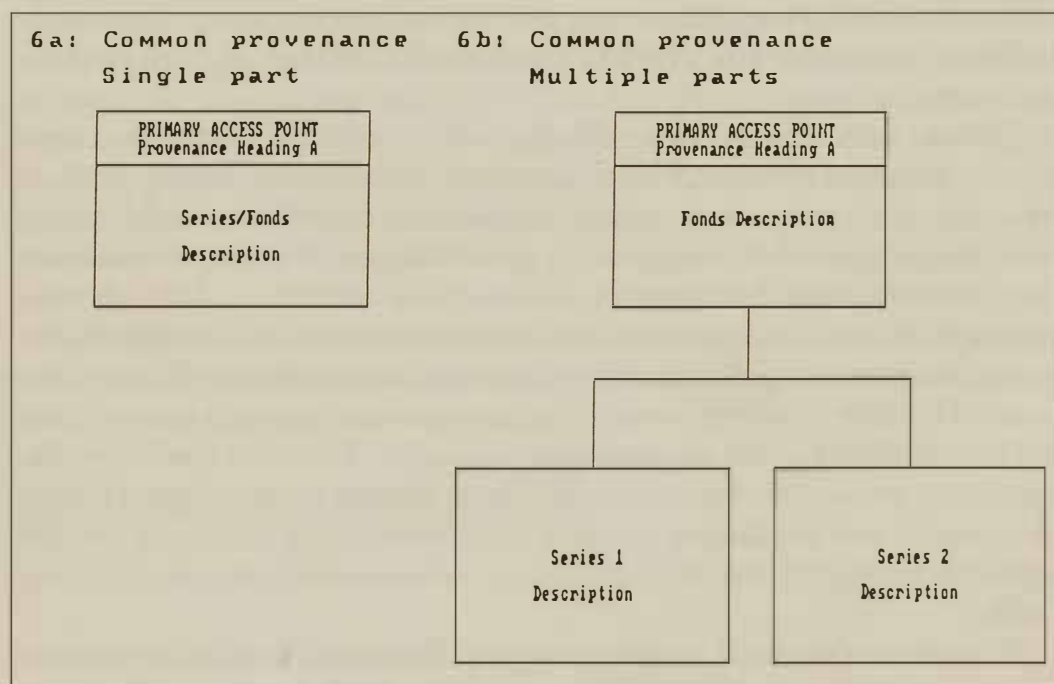 6a: Common provenance
Single part
PRIMARY ACCESS POINT
Provenance Heading A
Series/Fonds
Description
6b: Common provenance
Multiple parts
PRIMARY ACCESS POINT
Provenance Heading A
Fonds Description
Series 1
Description
Series 2
Description